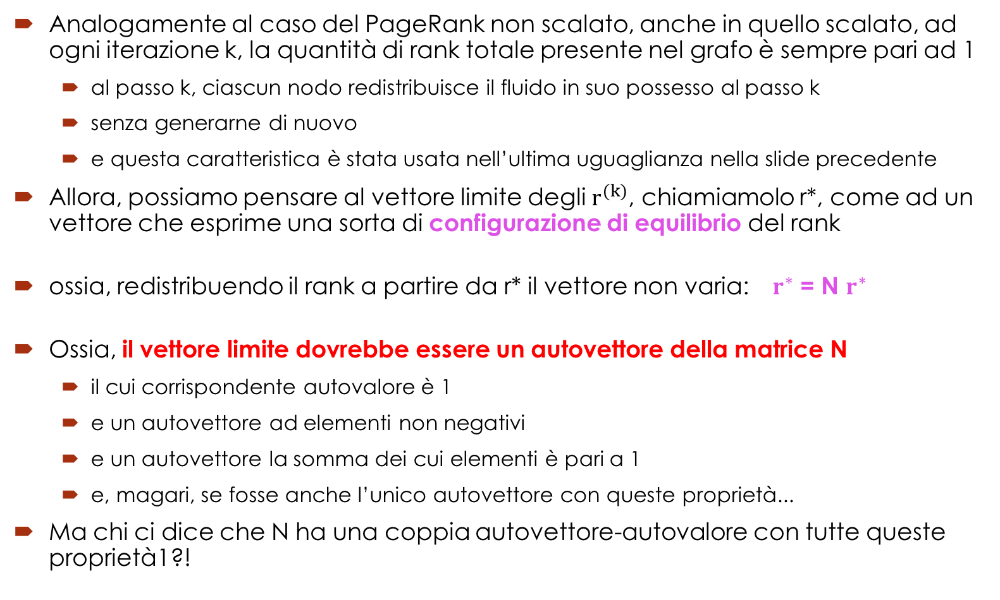 Analogamente al caso del PageRank non scalato, anche in quello scalato, ad
ogni iterazione k, la quantità di rank totale presente nel grafo è sempre pari ad 1
al passo k, ciascun nodo redistribuisce il fluido in suo possesso al passo k
senza generarne di nuovo
e questa caratteristica è stata usata nell’ultima uguaglianza nella slide precedente
Allora, possiamo pensare al vettore limite degli r^(k), chiamiamolo r*, come ad un
vettore che esprime una sorta di configurazione di equilibrio del rank
ossia, redistribuendo il rank a partire da r* il vettore non varia: r* = N r*
Ossia, il vettore limite dovrebbe essere un autovettore della matrice N
il cui corrispondente autovalore è 1
e un autovettore ad elementi non negativi
e un autovettore la somma dei cui elementi è pari a 1
e, magari, se fosse anche l’unico autovettore con queste proprietà...
Ma chi ci dice che N ha una coppia autovettore-autovalore con tutte queste
proprietà1?!